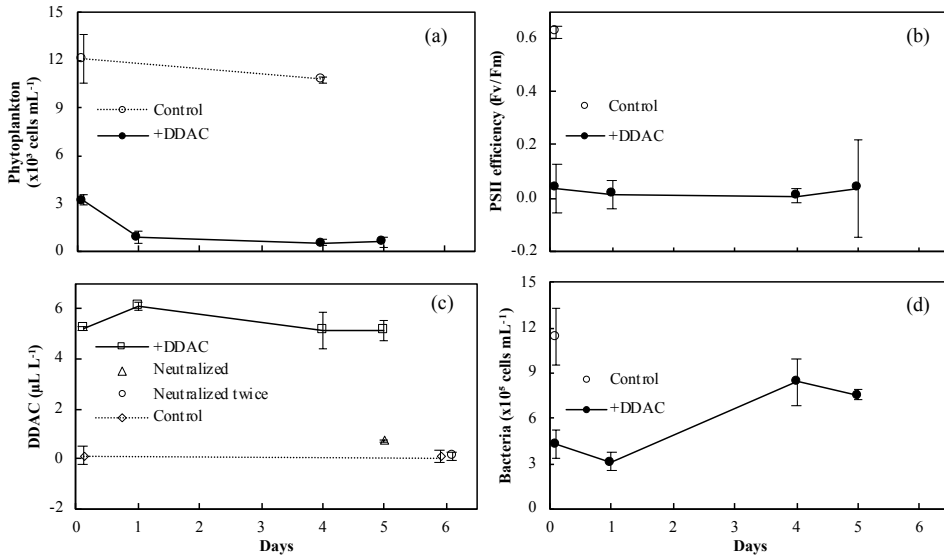 15
12
9
6
3
0
Phytoplankton
(x10³ cells mL⁻¹)
(a)
Control
+DDAC
0.6
0.4
0.2
0.0
-0.2
PSII efficiency (Fv/Fm)
(b)
Control
+DDAC
8
6
4
2
0
-2
DDAC (µL L⁻¹)
(c)
+DDAC
Neutralized
Neutralized twice
Control
0 1 2 3 4 5 6
Days
15
12
9
6
3
0
Bacteria (x10⁵ cells mL⁻¹)
(d)
Control
+DDAC
0 1 2 3 4 5 6
Days